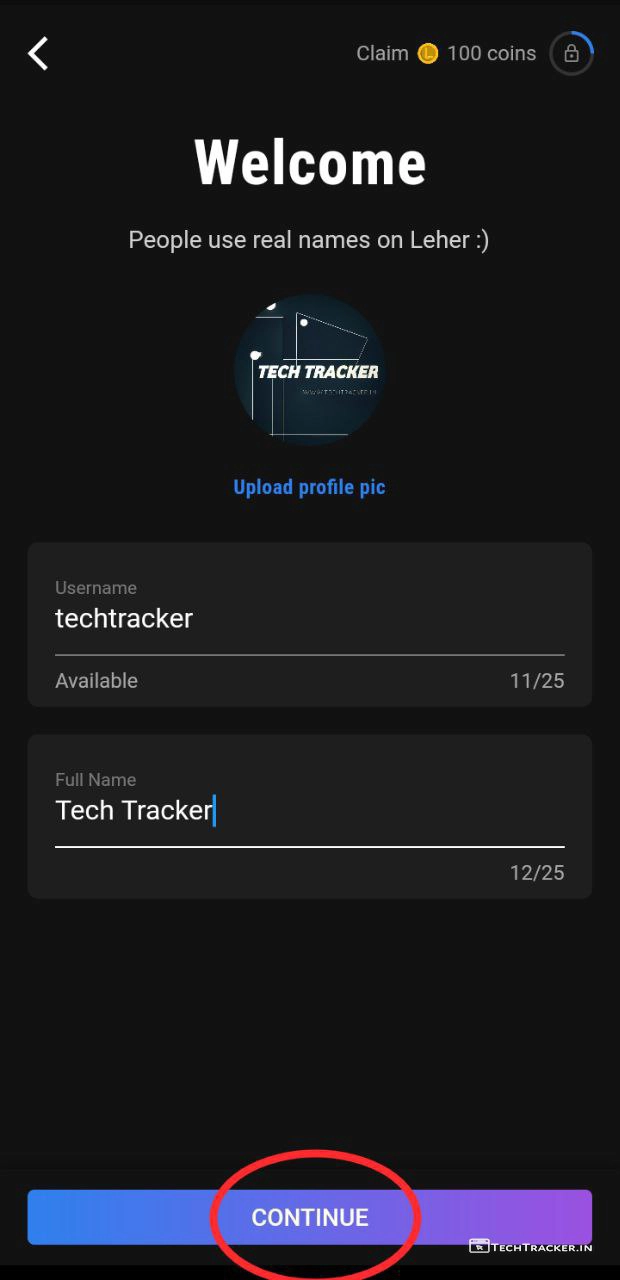 Claim 100 coins
Welcome
People use real names on Leher :)
TECH TRACKER
Upload profile pic
Username
techtracker
Available 11/25
Full Name
Tech Tracker
12/25
CONTINUE
TECHTRACKER.IN